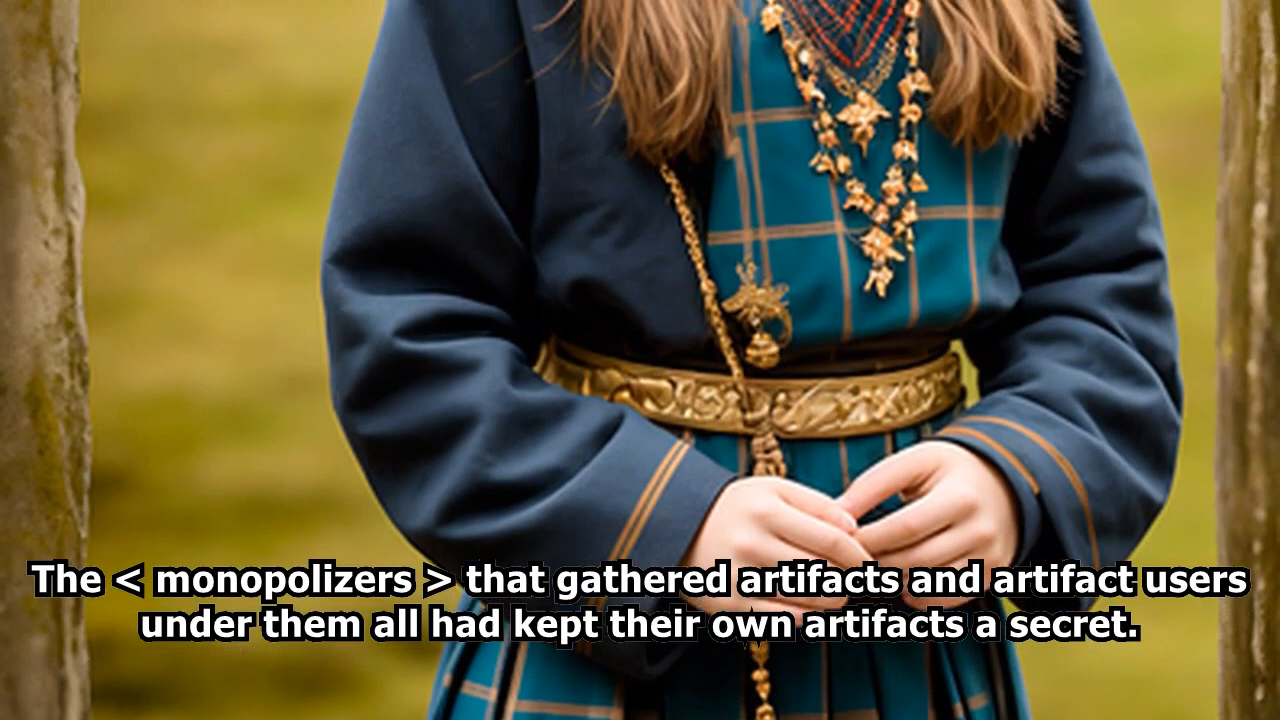 The < monopolizers > that gathered artifacts and artifact users
under them all had kept their own artifacts a secret.